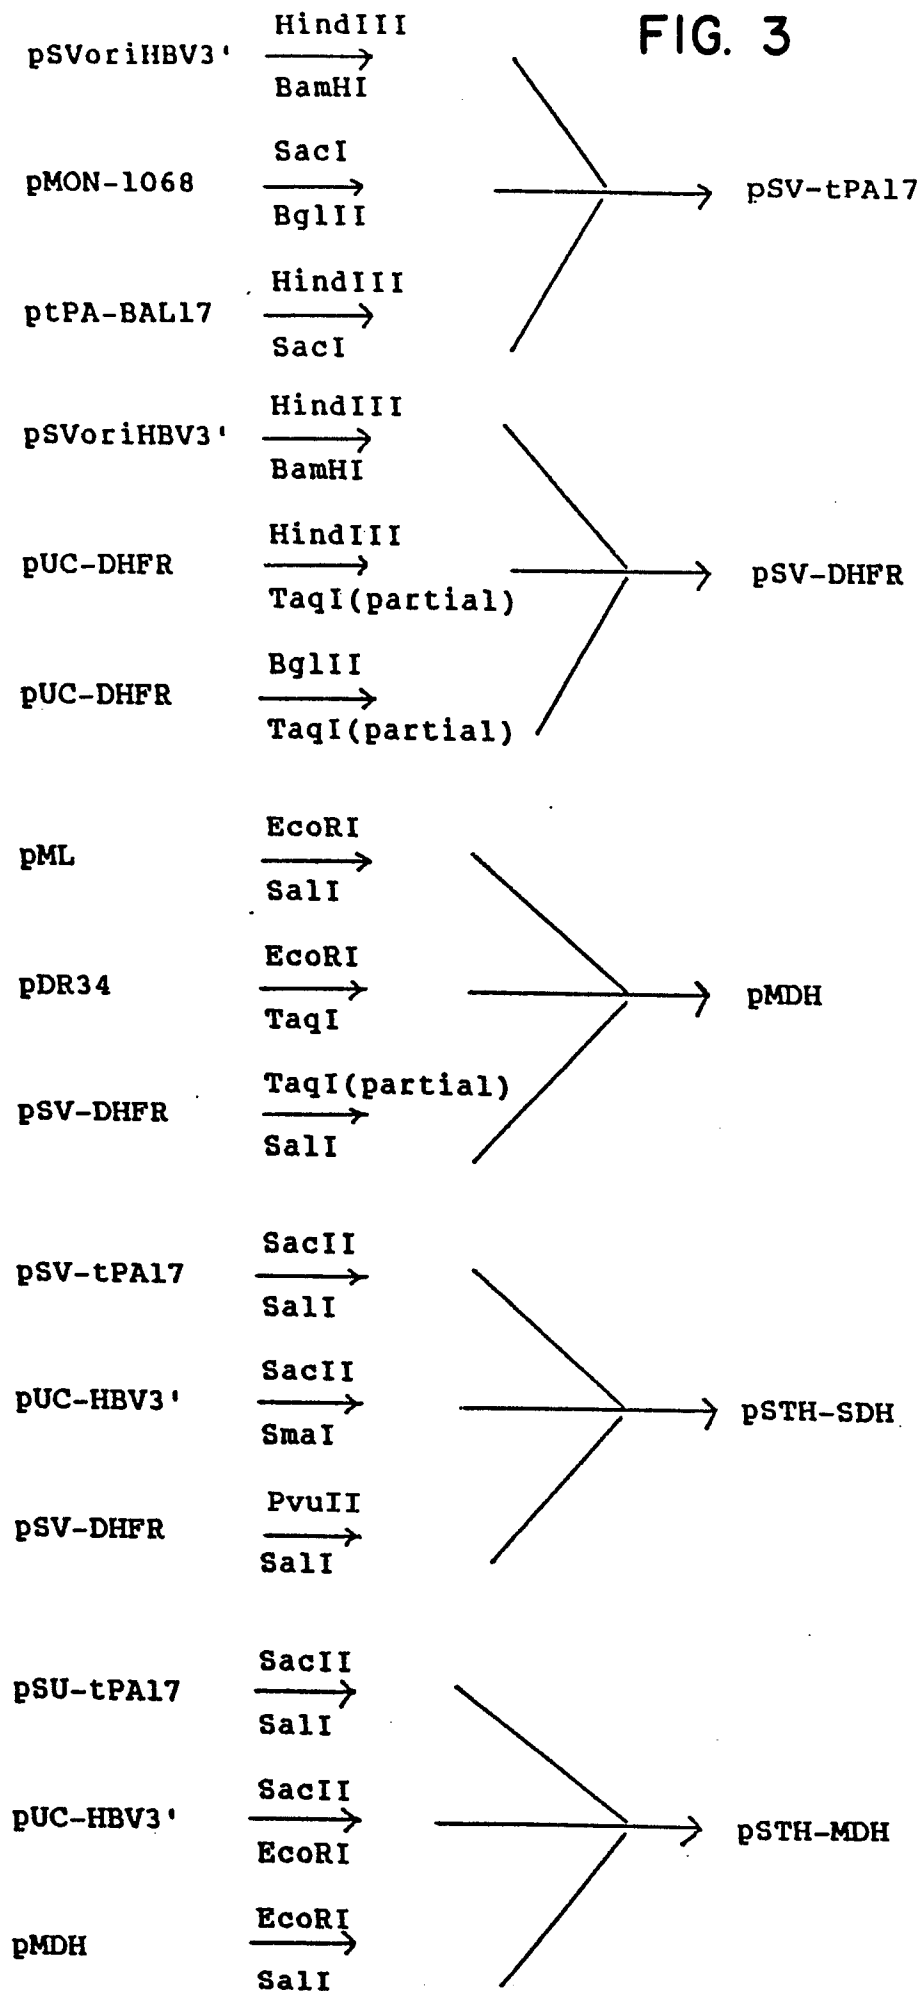 FIG. 3
HindIII
pSVoriHBV3'
BamHI
SacI
pMON-1068
BglII
pSV-tPA17
HindIII
ptPA-BAL17
SacI
HindIII
pSVoriHBV3'
BamHI
HindIII
pUC-DHFR
TaqI(partial)
pSV-DHFR
BglII
pUC-DHFR
TaqI(partial)
EcoRI
pML
SalI
EcoRI
pDR34
TaqI
pMDH
TaqI(partial)
pSV-DHFR
SalI
SacII
pSV-tPA17
SalI
SacII
pUC-HBV3'
SmaI
pSTH-SDH
PvuII
pSV-DHFR
SalI
SacII
pSU-tPA17
SalI
SacII
pUC-HBV3'
EcoRI
pSTH-MDH
EcoRI
pMDH
SalI